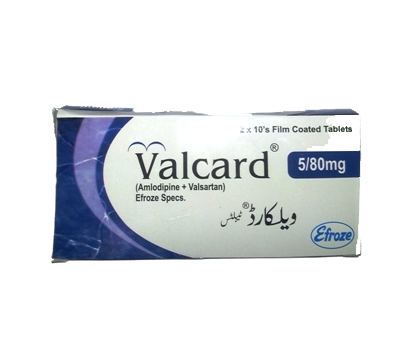 2 x 10's Film Coated Tablets
Valcard® 5/80mg
(Amlodipine + Valsartan)
Efroze Specs.
ویلکارڈ® ٹیبلٹس
Efroze